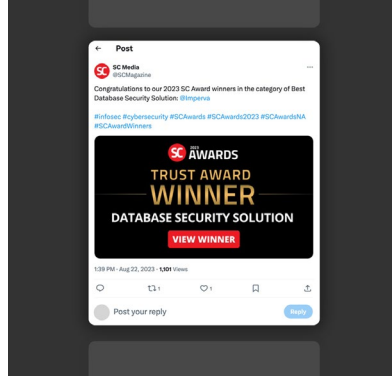 ← Post
SC Media
@SCMagazine
Congratulations to our 2023 SC Award winners in the category of Best
Database Security Solution: @Imperva
#infosec #cybersecurity #SCAwards #SCAwards2023 #SCAwardsNA
#SCAwardWinners
SC 2023 AWARDS
TRUST AWARD
WINNER
DATABASE SECURITY SOLUTION
VIEW WINNER
1:39 PM · Aug 22, 2023 · 1,101 Views
1 1
Post your reply Reply